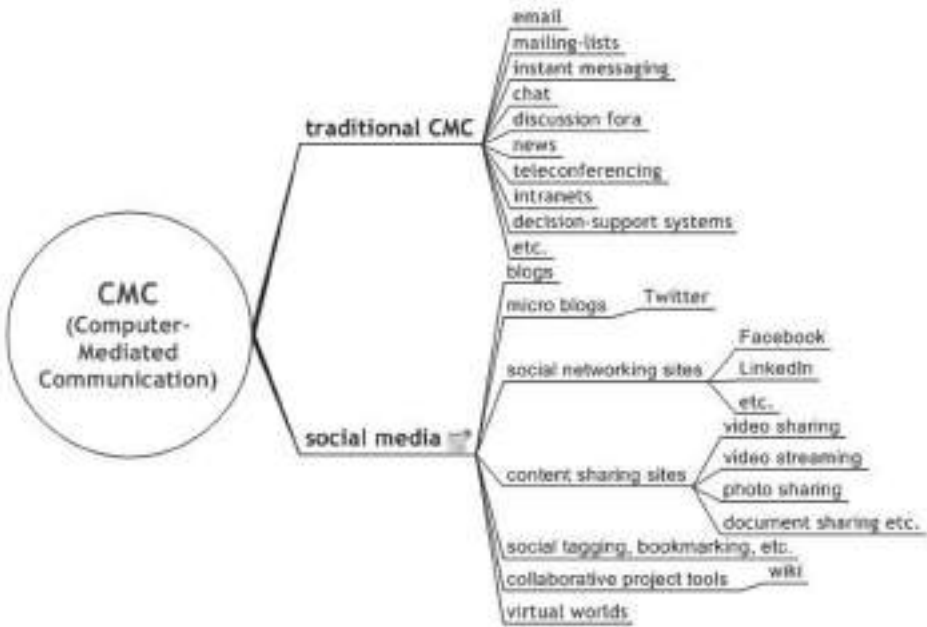 CMC
(Computer-
Mediated
Communication)
traditional CMC
email
mailing-lists
instant messaging
chat
discussion fora
news
teleconferencing
intranets
decision-support systems
etc.
social media
blogs
micro blogs
Twitter
social networking sites
Facebook
LinkedIn
etc.
content sharing sites
video sharing
video streaming
photo sharing
document sharing etc.
social tagging, bookmarking, etc.
collaborative project tools
wiki
virtual worlds